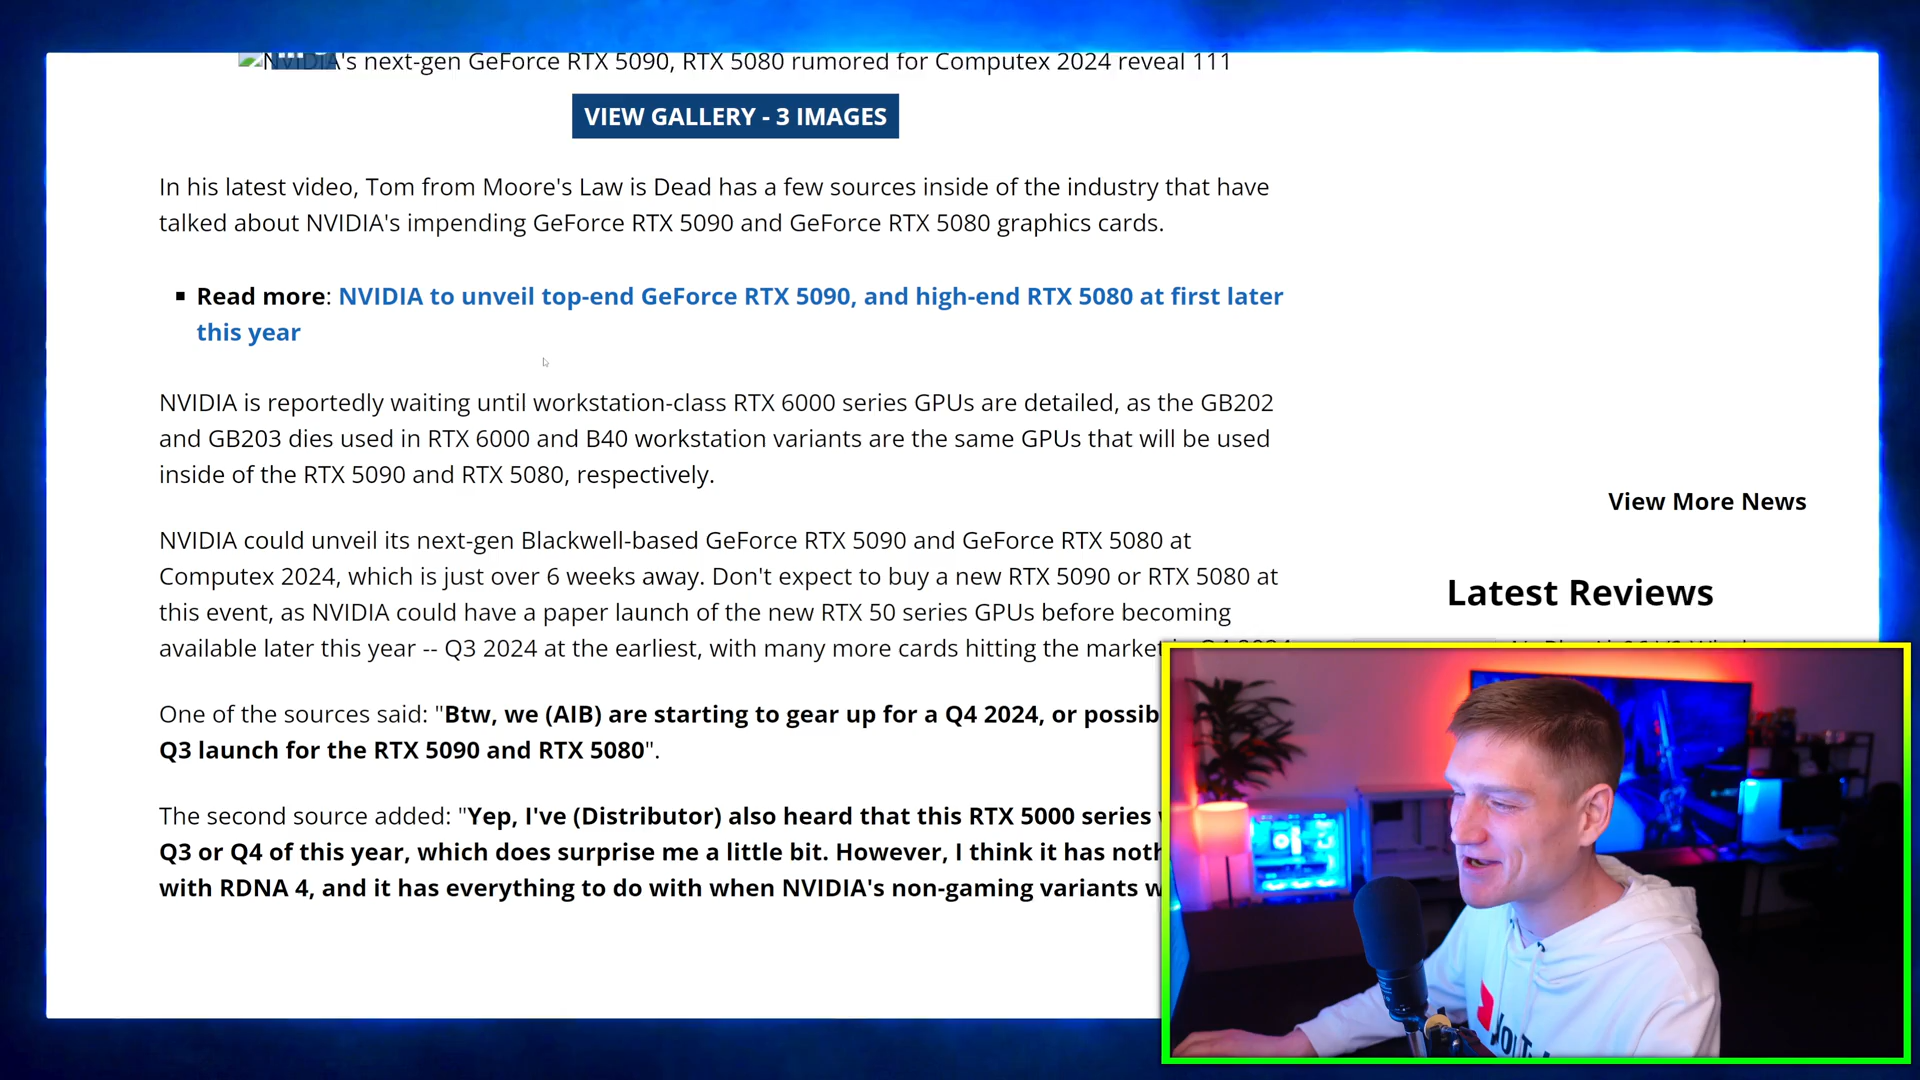 NVIDIA's next-gen GeForce RTX 5090, RTX 5080 rumored for Computex 2024 reveal 111
VIEW GALLERY - 3 IMAGES
In his latest video, Tom from Moore's Law is Dead has a few sources inside of the industry that have
talked about NVIDIA's impending GeForce RTX 5090 and GeForce RTX 5080 graphics cards.
Read more: NVIDIA to unveil top-end GeForce RTX 5090, and high-end RTX 5080 at first later
this year
NVIDIA is reportedly waiting until workstation-class RTX 6000 series GPUs are detailed, as the GB202
and GB203 dies used in RTX 6000 and B40 workstation variants are the same GPUs that will be used
inside of the RTX 5090 and RTX 5080, respectively.
View More News
NVIDIA could unveil its next-gen Blackwell-based GeForce RTX 5090 and GeForce RTX 5080 at
Computex 2024, which is just over 6 weeks away. Don't expect to buy a new RTX 5090 or RTX 5080 at
this event, as NVIDIA could have a paper launch of the new RTX 50 series GPUs before becoming
available later this year -- Q3 2024 at the earliest, with many more cards hitting the market
Latest Reviews
One of the sources said: "Btw, we (AIB) are starting to gear up for a Q4 2024, or possib
Q3 launch for the RTX 5090 and RTX 5080".
The second source added: "Yep, I've (Distributor) also heard that this RTX 5000 series
Q3 or Q4 of this year, which does surprise me a little bit. However, I think it has noth
with RDNA 4, and it has everything to do with when NVIDIA's non-gaming variants w